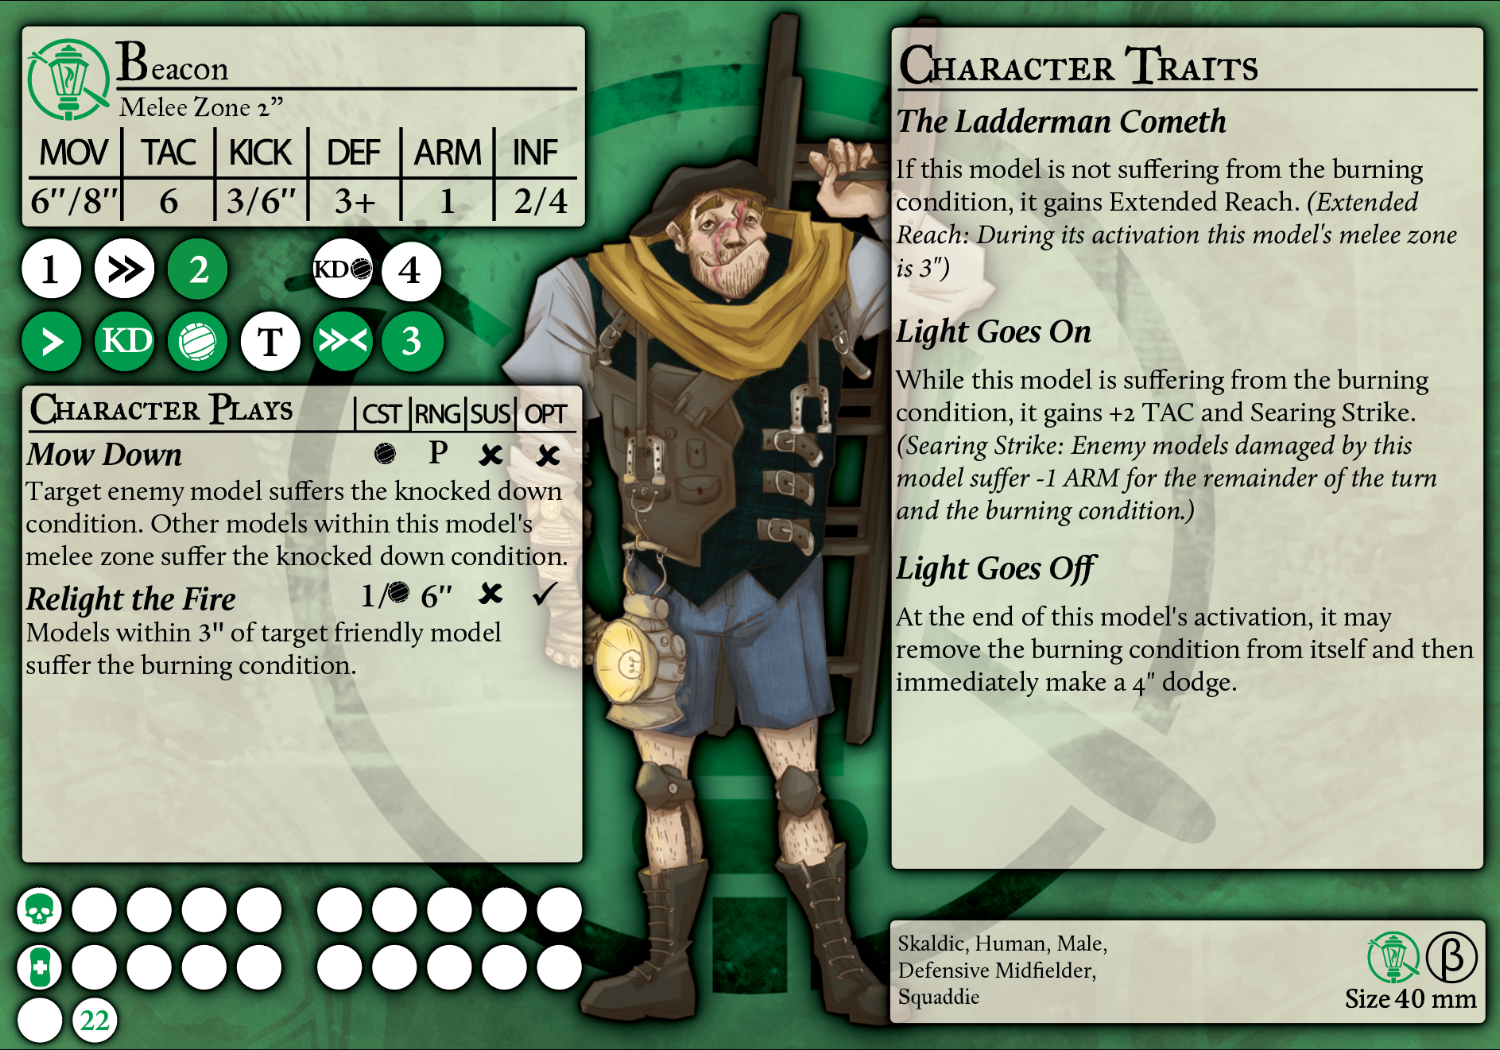 Beacon
Melee Zone 2”
MOV TAC KICK DEF ARM INF
6"/8" 6 3/6" 3+ 1 2/4
1 >> 2 KD 4
> KD T >>< 3
Character Plays CST RNG SUS OPT
Mow Down P
Target enemy model suffers the knocked down
condition. Other models within this model's
melee zone suffer the knocked down condition.
Relight the Fire 1/ 6"
Models within 3" of target friendly model
suffer the burning condition.
22
Character Traits
The Ladderman Cometh
If this model is not suffering from the burning
condition, it gains Extended Reach. (Extended
Reach: During its activation this model's melee zone
is 3")
Light Goes On
While this model is suffering from the burning
condition, it gains +2 TAC and Searing Strike.
(Searing Strike: Enemy models damaged by this
model suffer -1 ARM for the remainder of the turn
and the burning condition.)
Light Goes Off
At the end of this model's activation, it may
remove the burning condition from itself and then
immediately make a 4" dodge.
Skaldic, Human, Male,
Defensive Midfielder,
Squaddie
β
Size 40 mm